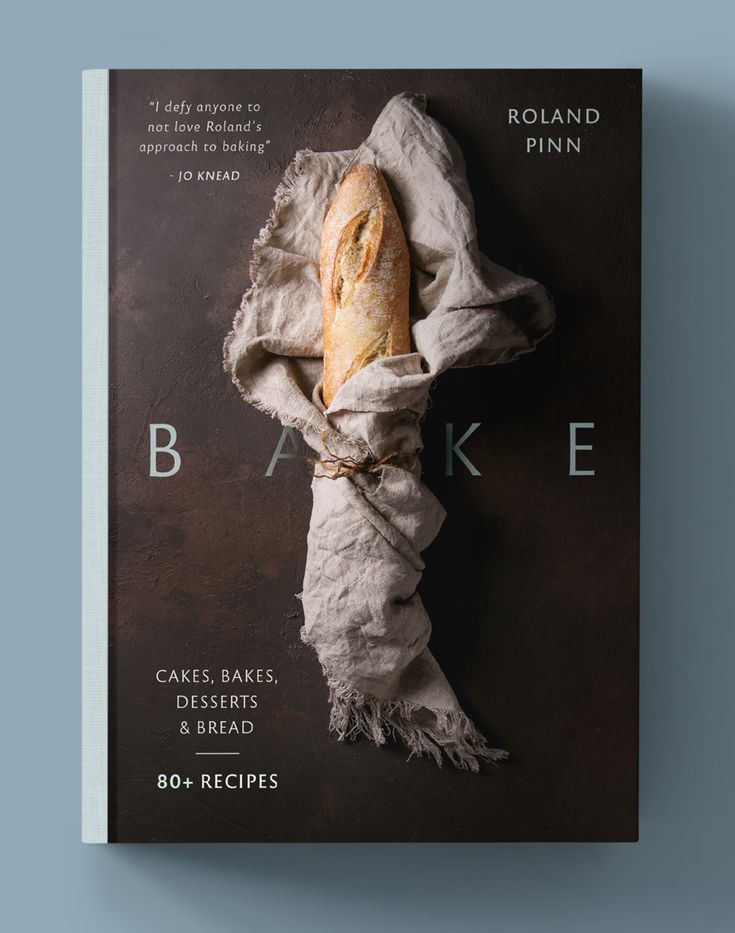 "I defy anyone to
not love Roland's
approach to baking"
- JO KNEAD
ROLAND
PINN
BAKE
CAKES, BAKES,
DESSERTS
& BREAD
80+ RECIPES